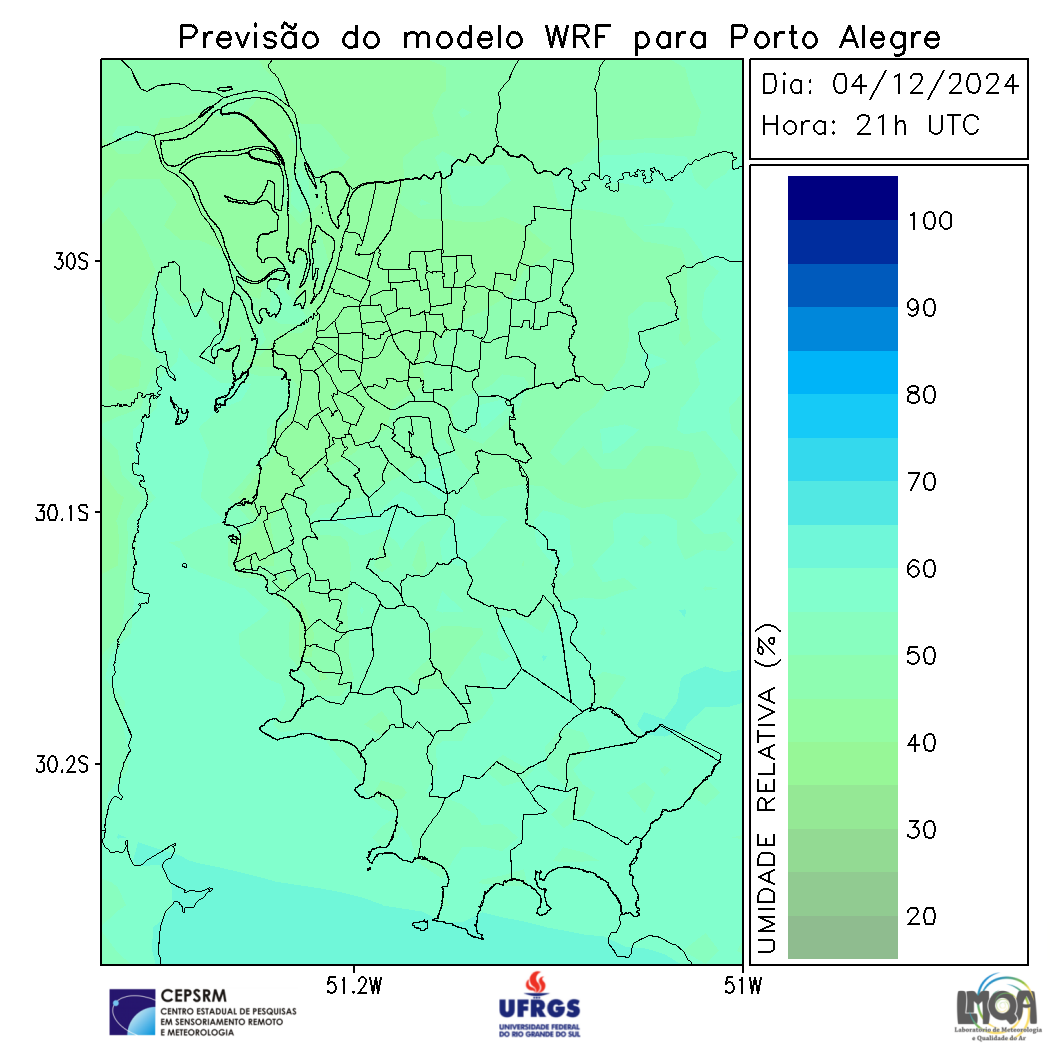 Previsão do modelo WRF para Porto Alegre
Dia: 04/12/2024
Hora: 21h UTC
100
90
80
70
60
50
40
30
20
UMIDADE RELATIVA (%)
30S
30.1S
30.2S
51.2W
51W
CEPSRM
CENTRO ESTADUAL DE PESQUISAS
EM SENSORIAMENTO REMOTO
E METEOROLOGIA
UFRGS
UNIVERSIDADE FEDERAL
DO RIO GRANDE DO SUL
LMQA
Laboratório de Meteorologia
e Qualidade do Ar